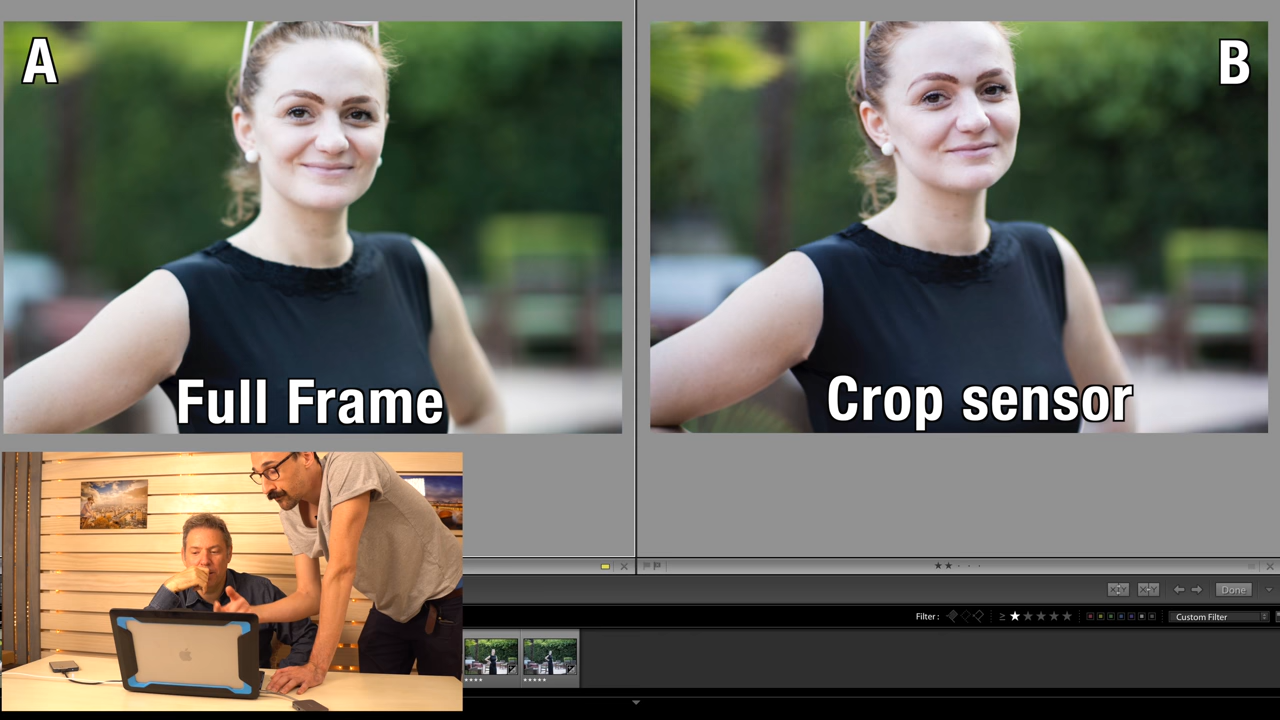 A
B
Full Frame
Crop sensor
Done
Filter :
Custom Filter